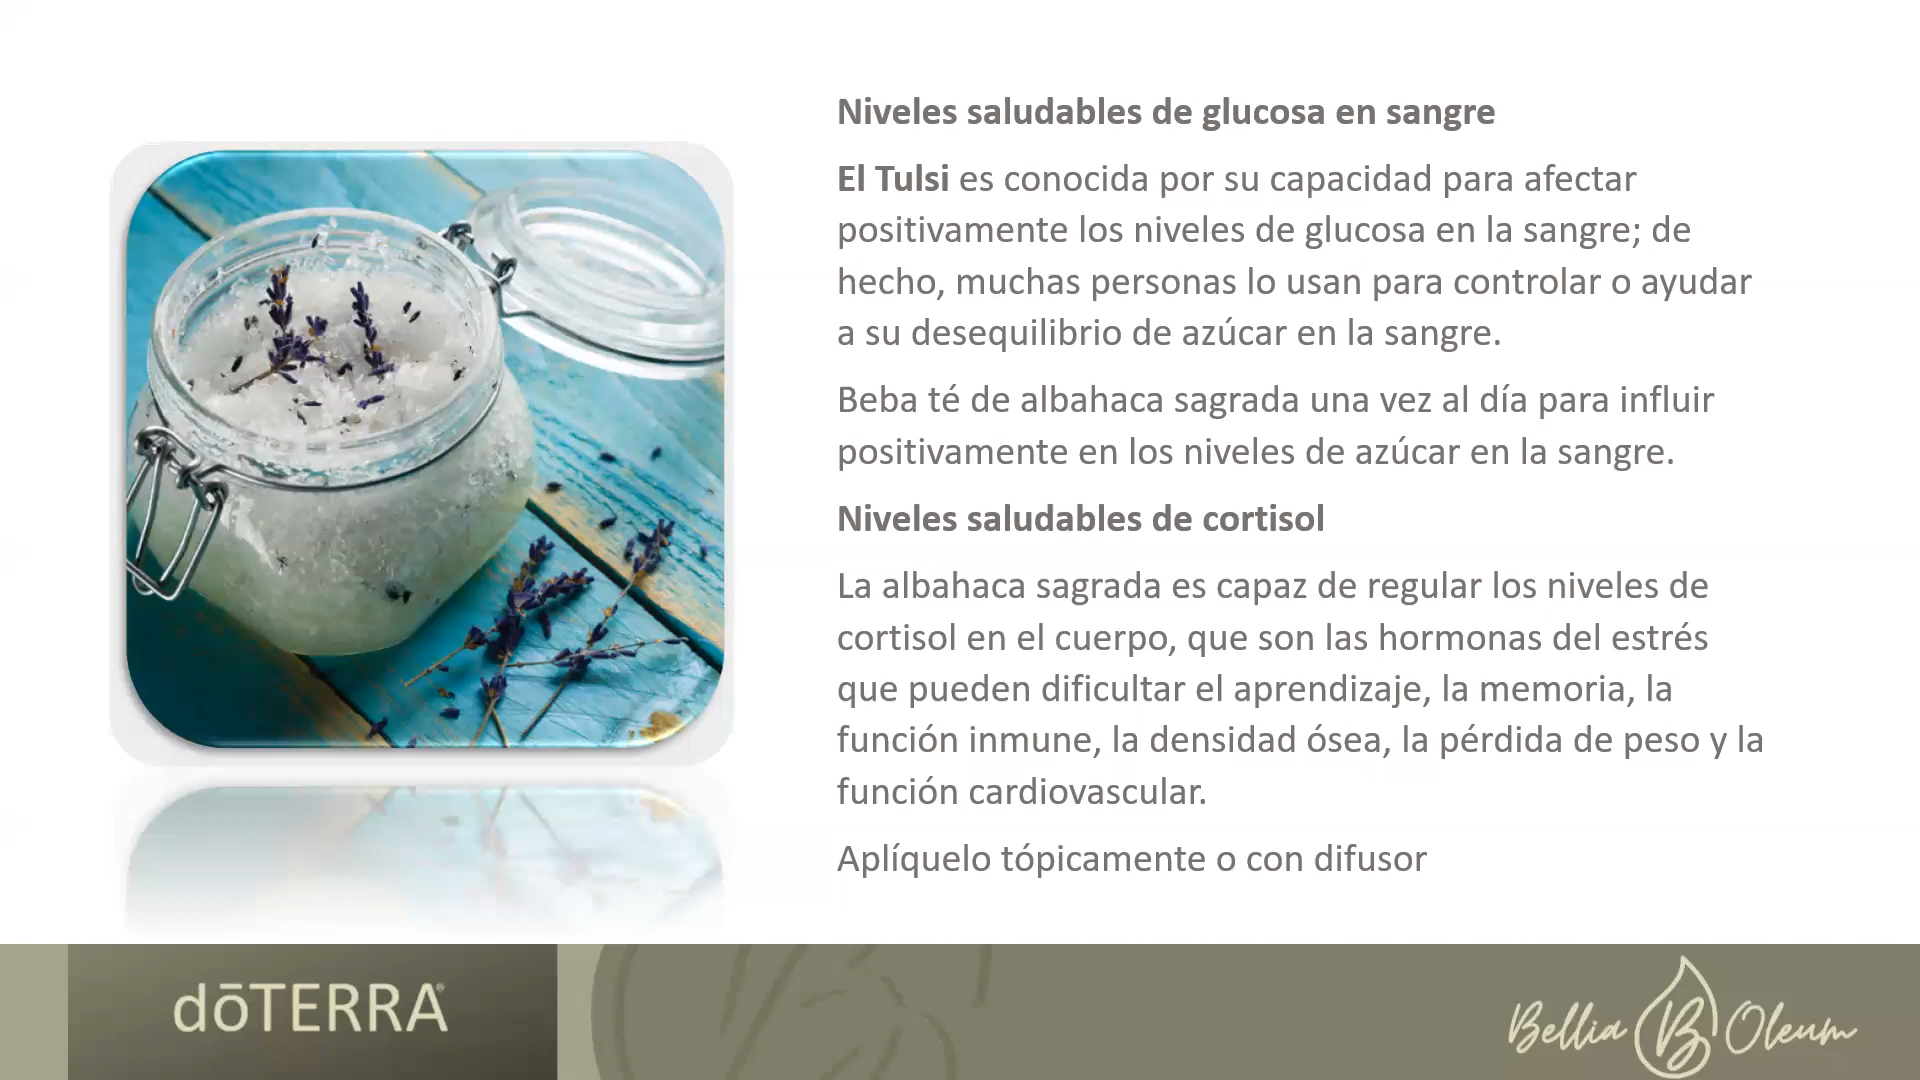 Niveles saludables de glucosa en sangre
El Tulsi es conocida por su capacidad para afectar
positivamente los niveles de glucosa en la sangre; de
hecho, muchas personas lo usan para controlar o ayudar
a su desequilibrio de azúcar en la sangre.
Beba té de albahaca sagrada una vez al día para influir
positivamente en los niveles de azúcar en la sangre.
Niveles saludables de cortisol
La albahaca sagrada es capaz de regular los niveles de
cortisol en el cuerpo, que son las hormonas del estrés
que pueden dificultar el aprendizaje, la memoria, la
función inmune, la densidad ósea, la pérdida de peso y la
función cardiovascular.
Aplíquelo tópicamente o con difusor
dōTERRA®
Bellia B Oleum